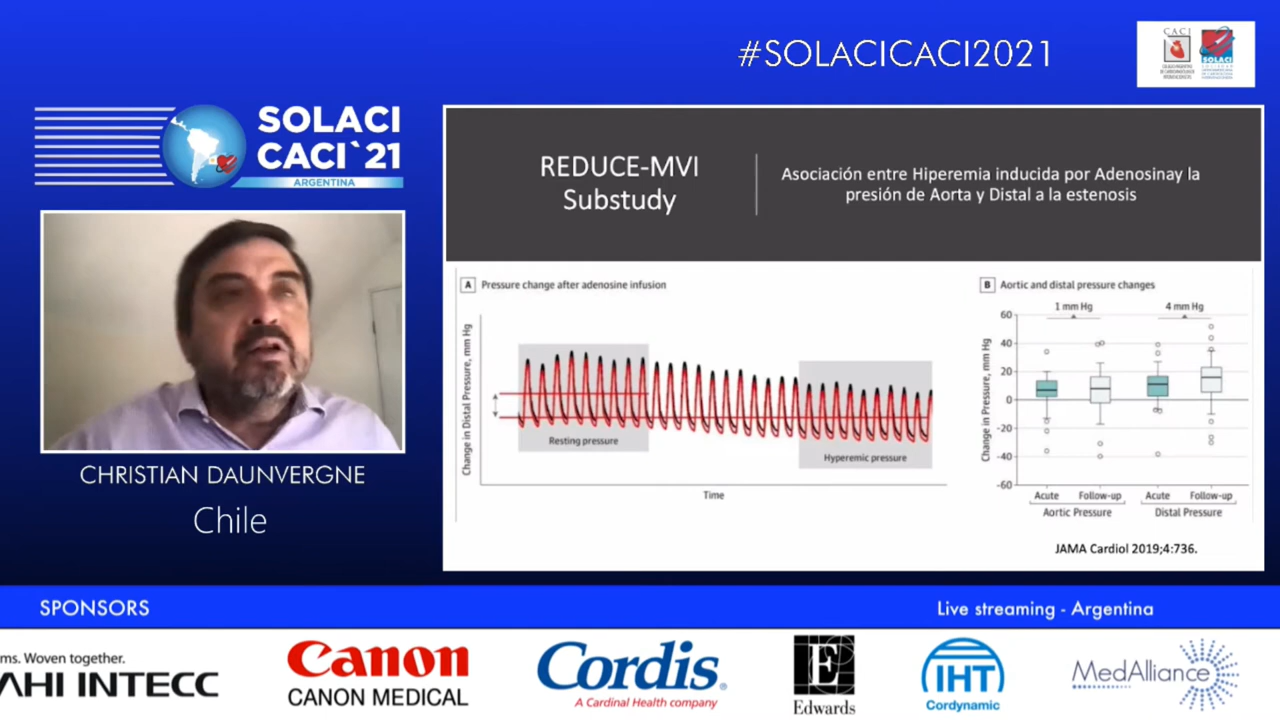 #SOLACICACI2021
CACI
SOLACI
SOLACI
CACI`21
ARGENTINA
REDUCE-MVI
Substudy
Asociación entre Hiperemia inducida por Adenosinay la
presión de Aorta y Distal a la estenosis
A Pressure change after adenosine infusion
Change in Distal Pressure, mm Hg
Resting pressure
Hyperemic pressure
Time
B Aortic and distal pressure changes
1 mm Hg 4 mm Hg
Change in Pressure, mm Hg
60
40
20
0
-20
-40
-60
Acute Follow-up Acute Follow-up
Aortic Pressure Distal Pressure
JAMA Cardiol 2019;4:736.
CHRISTIAN DAUNVERGNE
Chile
SPONSORS
Live streaming - Argentina
ms. Woven together.
AHI INTECC
Canon
CANON MEDICAL
Cordis®
A Cardinal Health company
E
Edwards
IHT
Cordynamic
MedAlliance